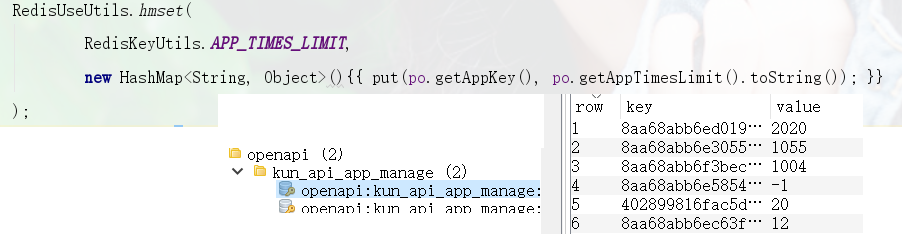 RedisUseUtils.hmset(
RedisKeyUtils.APP_TIMES_LIMIT,
new HashMap<String, Object>(){{ put(po.getAppKey(), po.getAppTimesLimit().toString()); }}
);
openapi (2)
kun_api_app_manage (2)
openapi:kun_api_app_manage:
openapi:kun_api_app_manage:
row key value
1 8aa68abb6ed019… 2020
2 8aa68abb6e3055… 1055
3 8aa68abb6f3bec… 1004
4 8aa68abb6e5854… -1
5 402899816fac5d… 20
6 8aa68abb6ec63f… 12